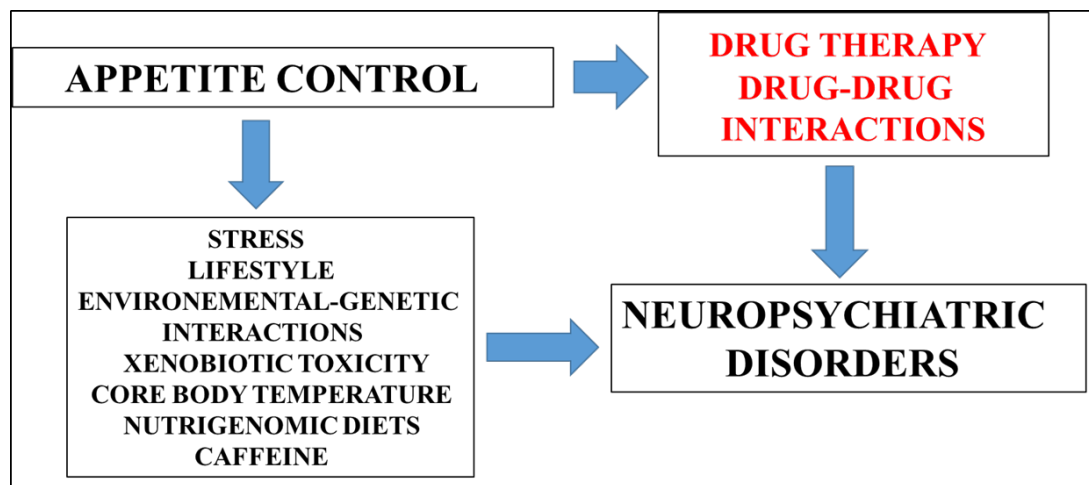 APPETITE CONTROL
DRUG THERAPY
DRUG-DRUG
INTERACTIONS
STRESS
LIFESTYLE
ENVIRONEMENTAL-GENETIC
INTERACTIONS
XENOBIOTIC TOXICITY
CORE BODY TEMPERATURE
NUTRIGENOMIC DIETS
CAFFEINE
NEUROPSYCHIATRIC
DISORDERS